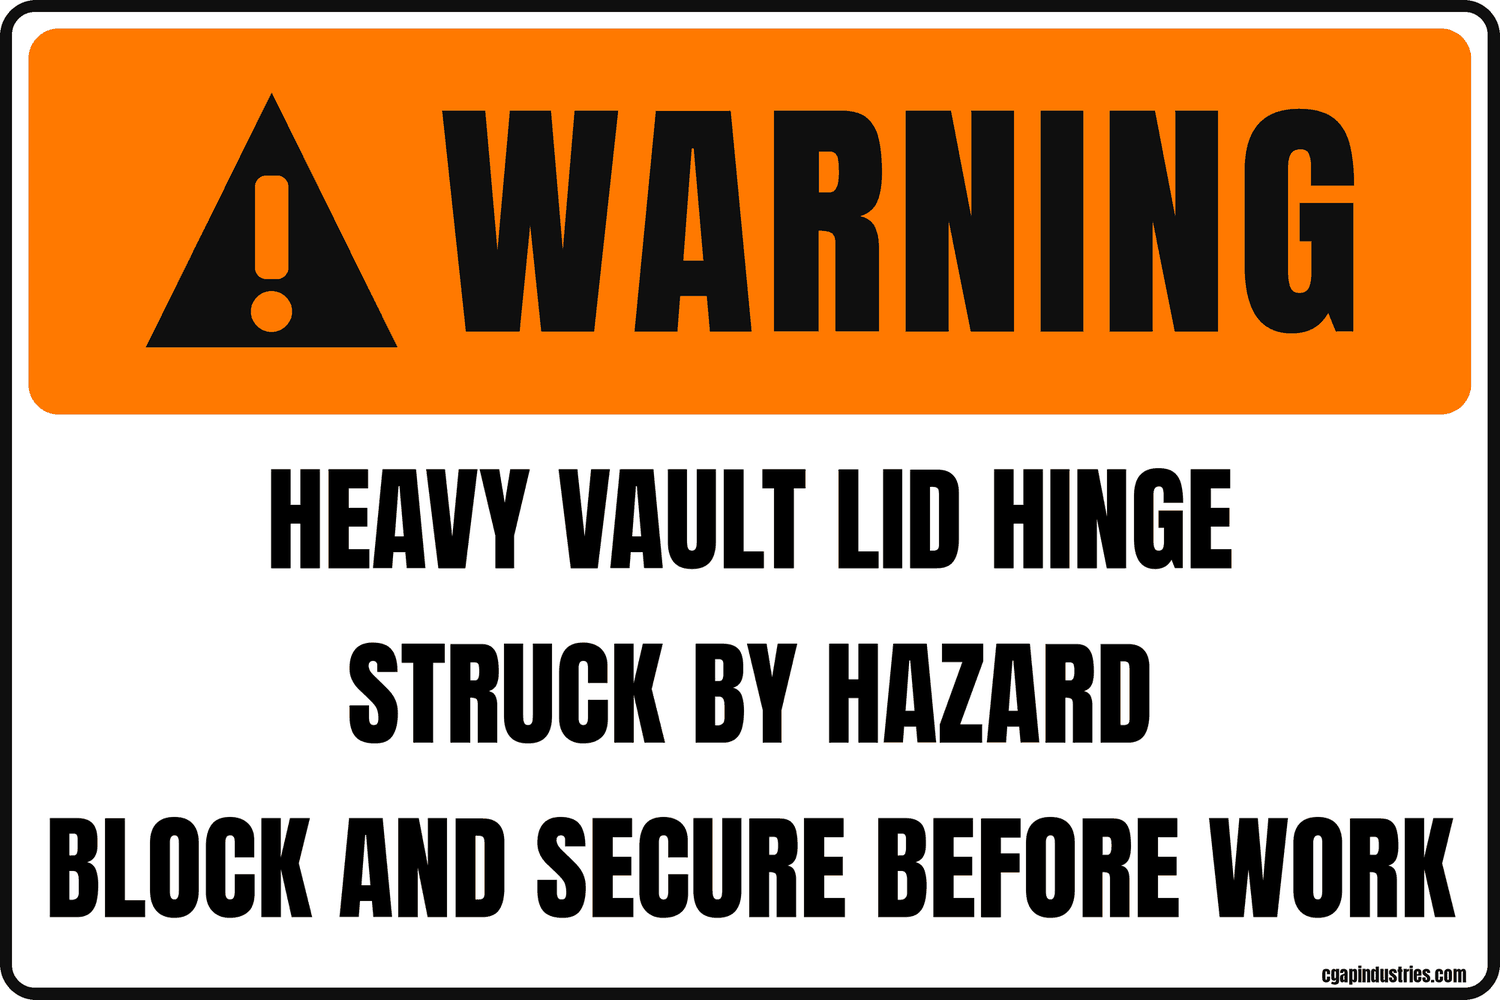 WARNING
HEAVY VAULT LID HINGE
STRUCK BY HAZARD
BLOCK AND SECURE BEFORE WORK
cgapindustries.com